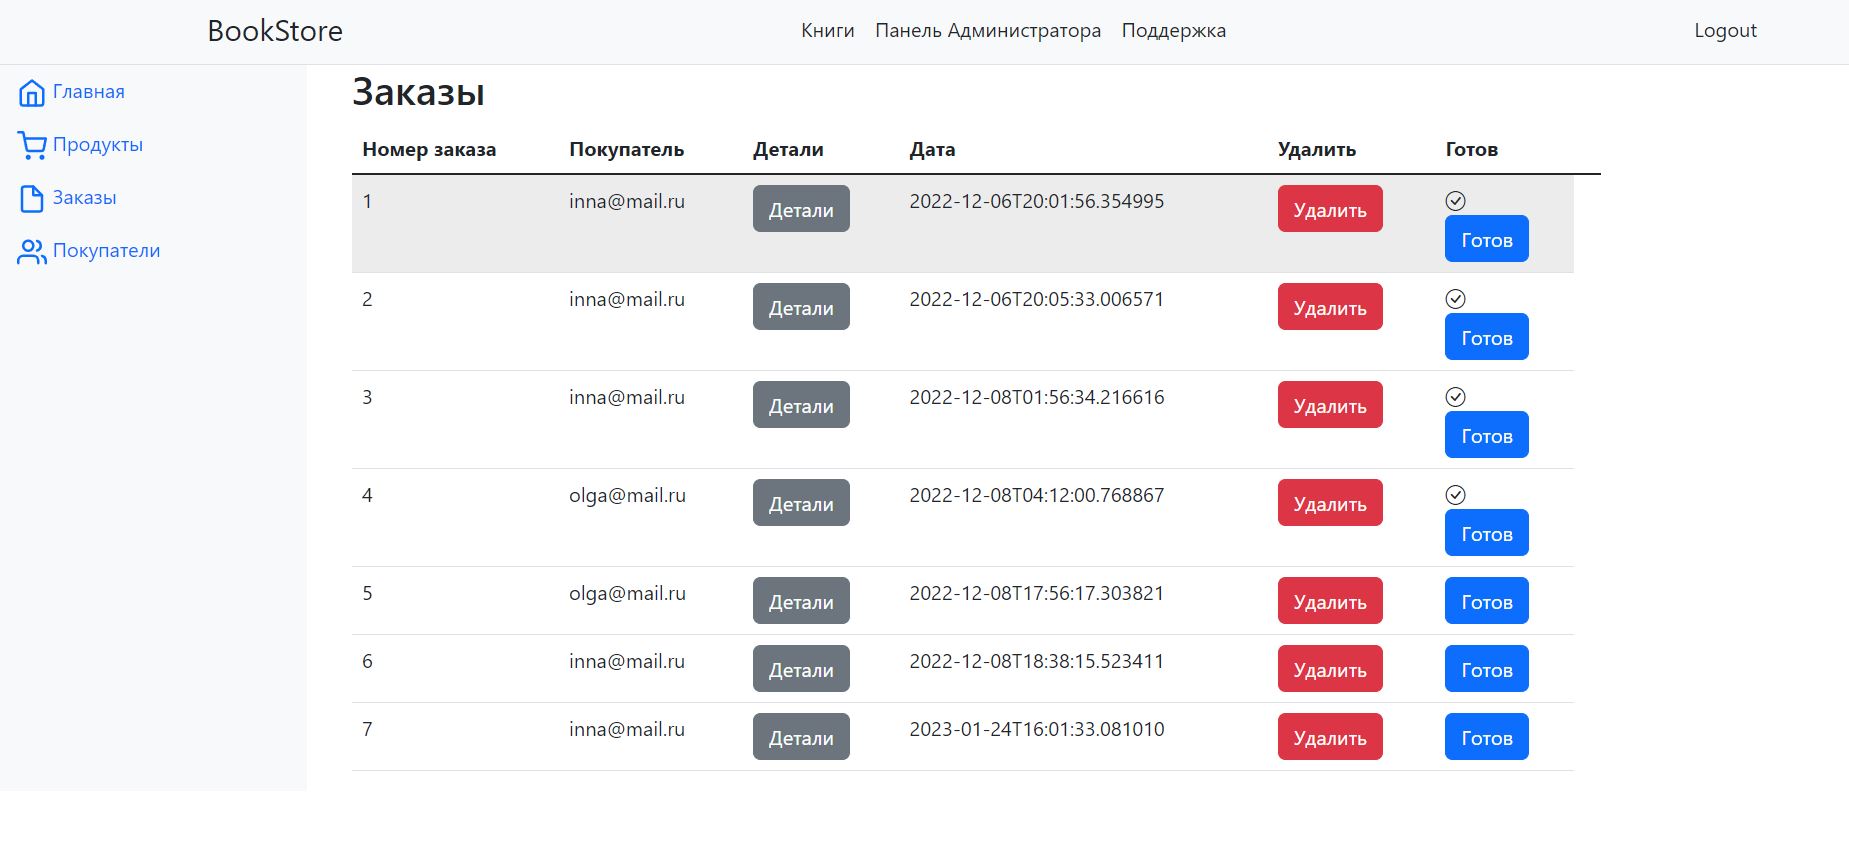 BookStore Книги Панель Администратора Поддержка Logout
Главная
Продукты
Заказы
Покупатели
Заказы
Номер заказа Покупатель Детали Дата Удалить Готов
1 inna@mail.ru Детали 2022-12-06T20:01:56.354995 Удалить Готов
2 inna@mail.ru Детали 2022-12-06T20:05:33.006571 Удалить Готов
3 inna@mail.ru Детали 2022-12-08T01:56:34.216616 Удалить Готов
4 olga@mail.ru Детали 2022-12-08T04:12:00.768867 Удалить Готов
5 olga@mail.ru Детали 2022-12-08T17:56:17.303821 Удалить Готов
6 inna@mail.ru Детали 2022-12-08T18:38:15.523411 Удалить Готов
7 inna@mail.ru Детали 2023-01-24T16:01:33.081010 Удалить Готов